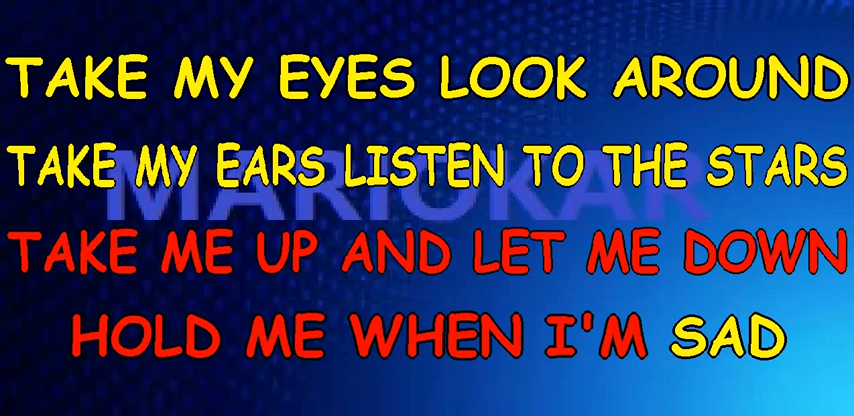 TAKE MY EYES LOOK AROUND
TAKE MY EARS LISTEN TO THE STARS
MARIOKAR
TAKE ME UP AND LET ME DOWN
HOLD ME WHEN I'M SAD